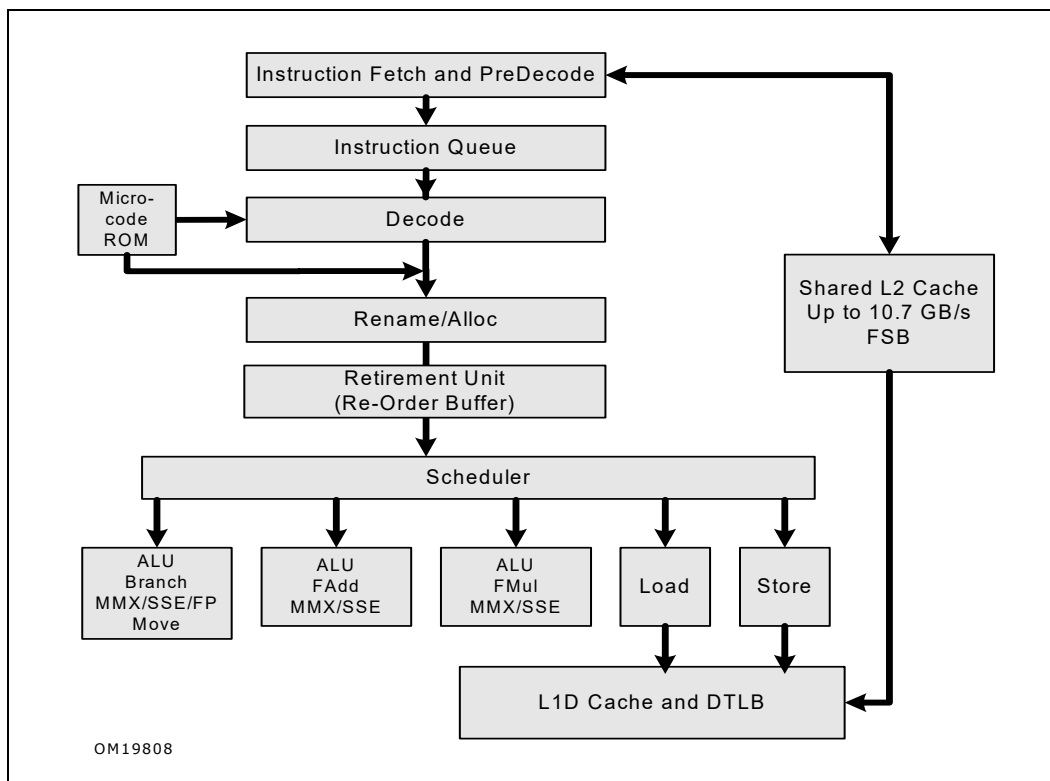 Instruction Fetch and PreDecode
Instruction Queue
Micro-
code
ROM
Decode
Shared L2 Cache
Up to 10.7 GB/s
FSB
Rename/Alloc
Retirement Unit
(Re-Order Buffer)
Scheduler
ALU
Branch
MMX/SSE/FP
Move
ALU
FAdd
MMX/SSE
ALU
FMul
MMX/SSE
Load
Store
L1D Cache and DTLB
OM19808